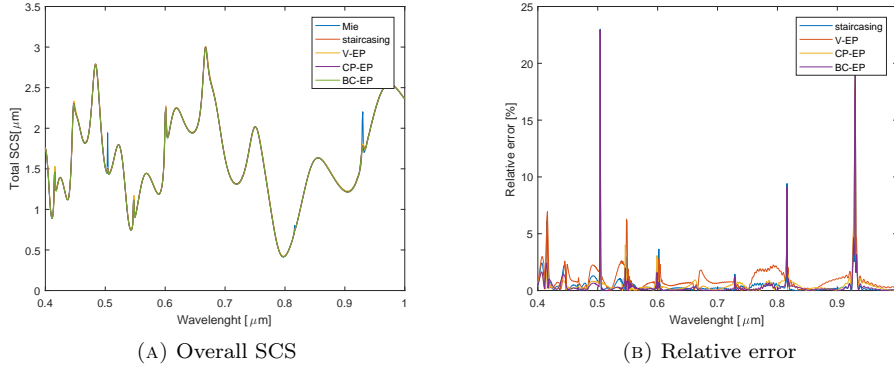 Mie
staircasing
V-EP
CP-EP
BC-EP
3.5
3
2.5
2
1.5
1
0.5
0
Total SCS[μm]
0.4 0.5 0.6 0.7 0.8 0.9 1
Wavelenght [ μm]
(A) Overall SCS
staircasing
V-EP
CP-EP
BC-EP
25
20
15
10
5
0
Relative error [%]
0.4 0.5 0.6 0.7 0.8 0.9
Wavelenght [ μm]
(B) Relative error